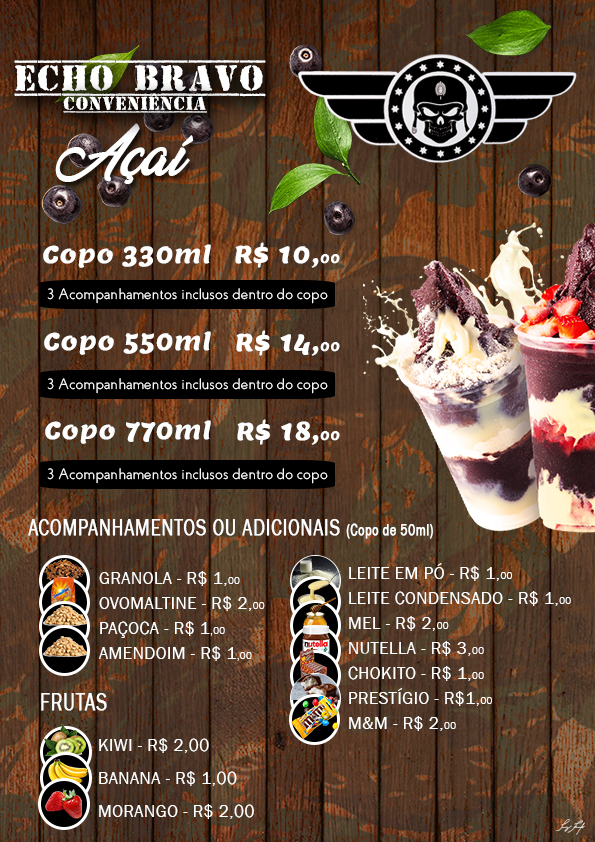 ECHO BRAVO
CONVENIÊNCIA
Açaí
Copo 330ml R$ 10,00
3 Acompanhamentos inclusos dentro do copo
Copo 550ml R$ 14,00
3 Acompanhamentos inclusos dentro do copo
Copo 770ml R$ 18,00
3 Acompanhamentos inclusos dentro do copo
ACOMPANHAMENTOS OU ADICIONAIS (Copo de 50ml)
GRANOLA - R$ 1,00
OVOMALTINE - R$ 2,00
PAÇOCA - R$ 1,00
AMENDOIM - R$ 1,00
LEITE EM PÓ - R$ 1,00
LEITE CONDENSADO - R$ 1,00
MEL - R$ 2,00
NUTELLA - R$ 3,00
CHOKITO - R$ 1,00
PRESTÍGIO - R$1,00
M&M - R$ 2,00
nutella
m&m's
FRUTAS
KIWI - R$ 2,00
BANANA - R$ 1,00
MORANGO - R$ 2,00